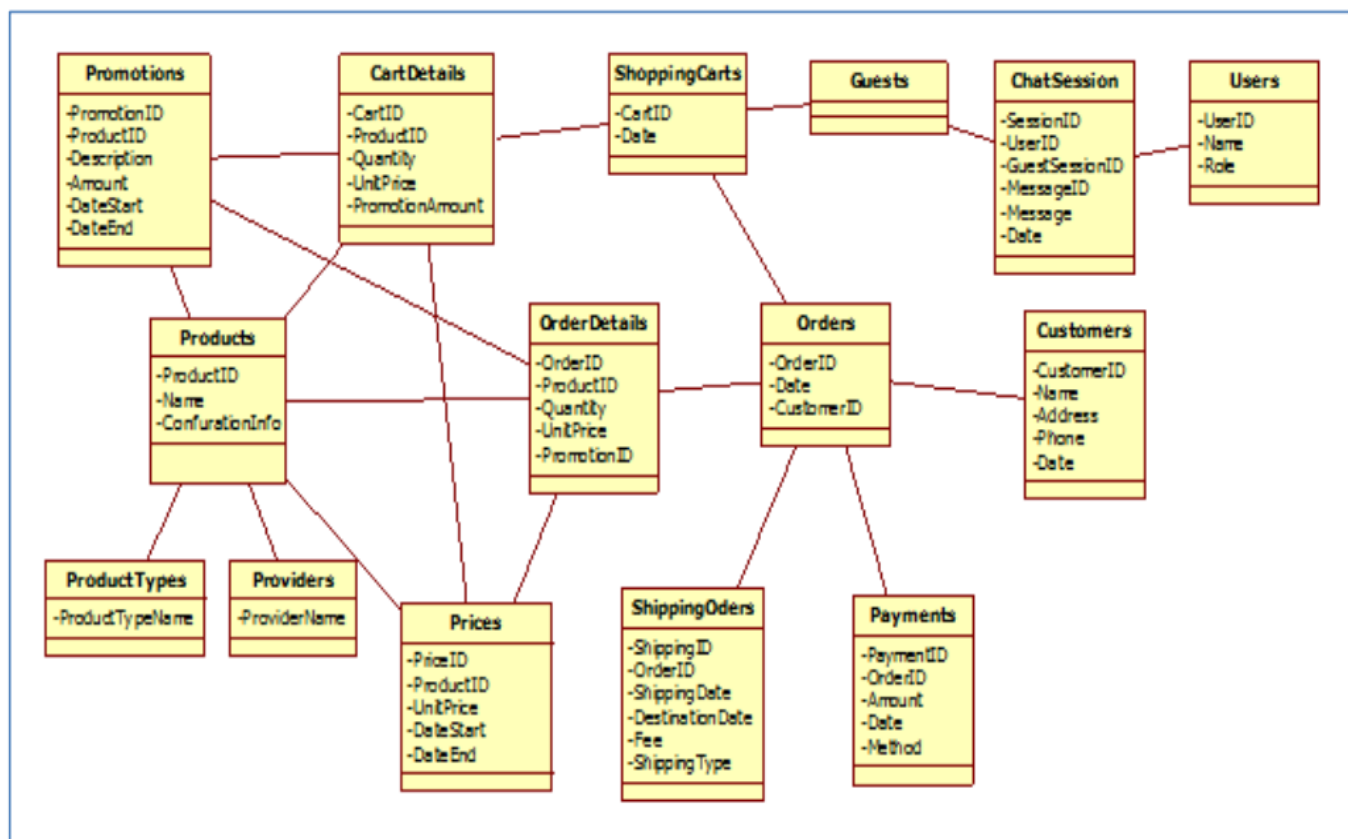 Promotions
-PromotionID
-ProductID
-Description
-Amount
-DateStart
-DateEnd
CartDetails
-CartID
-ProductID
-Quantity
-UnitPrice
-PromotionAmount
ShoppingCarts
-CartID
-Date
Guests
ChatSession
-SessionID
-UserID
-GuestSessionID
-MessageID
-Message
-Date
Users
-UserID
-Name
-Role
Products
-ProductID
-Name
-ConfurationInfo
OrderDetails
-OrderID
-ProductID
-Quantity
-UnitPrice
-PromotionID
Orders
-OrderID
-Date
-CustomerID
Customers
-CustomerID
-Name
-Address
-Phone
-Date
ProductTypes
-ProductTypeName
Providers
-ProviderName
Prices
-PriceID
-ProductID
-UnitPrice
-DateStart
-DateEnd
ShippingOders
-ShippingID
-OrderID
-ShippingDate
-DestinationDate
-Fee
-ShippingType
Payments
-PaymentID
-OrderID
-Amount
-Date
-Method